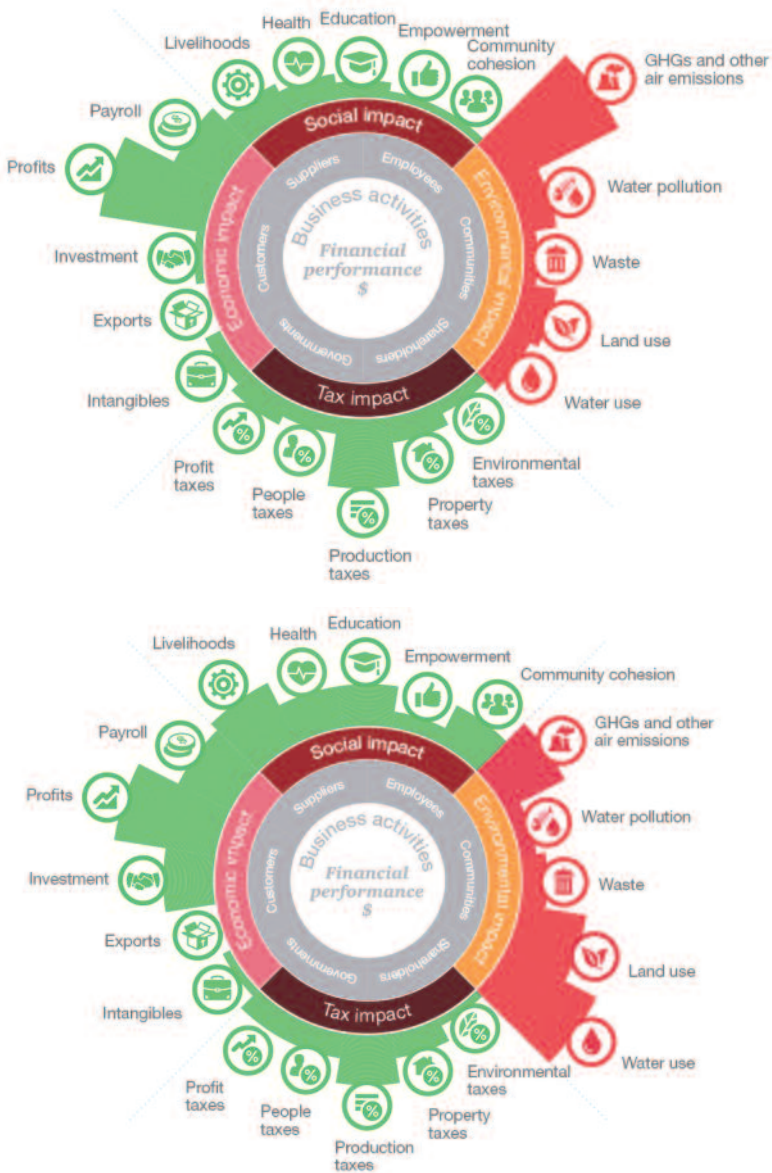 Education
Health
Empowerment
Livelihoods
Community
cohesion
GHGs and other
air emissions
Payroll
Social impact
Profits
Suppliers
Employees
Water pollution
Economic impact
Business activities
Environmental impact
Investment
Customers
Financial
performance
$
Communities
Waste
Exports
Governments
Shareholders
Land use
Intangibles
Tax impact
Water use
Profit
taxes
People
taxes
Production
taxes
Property
taxes
Environmental
taxes
%
%
%
%
%
Education
Livelihoods
Health
Empowerment
Community cohesion
GHGs and other
air emissions
Payroll
Social impact
Profits
Suppliers
Employees
Water pollution
Economic impact
Business activities
Environmental impact
Investment
Customers
Financial
performance
$
Communities
Waste
Exports
Governments
Shareholders
Land use
Intangibles
Tax impact
Water use
Profit
taxes
People
taxes
Production
taxes
Property
taxes
Environmental
taxes
%
%
%
%
%